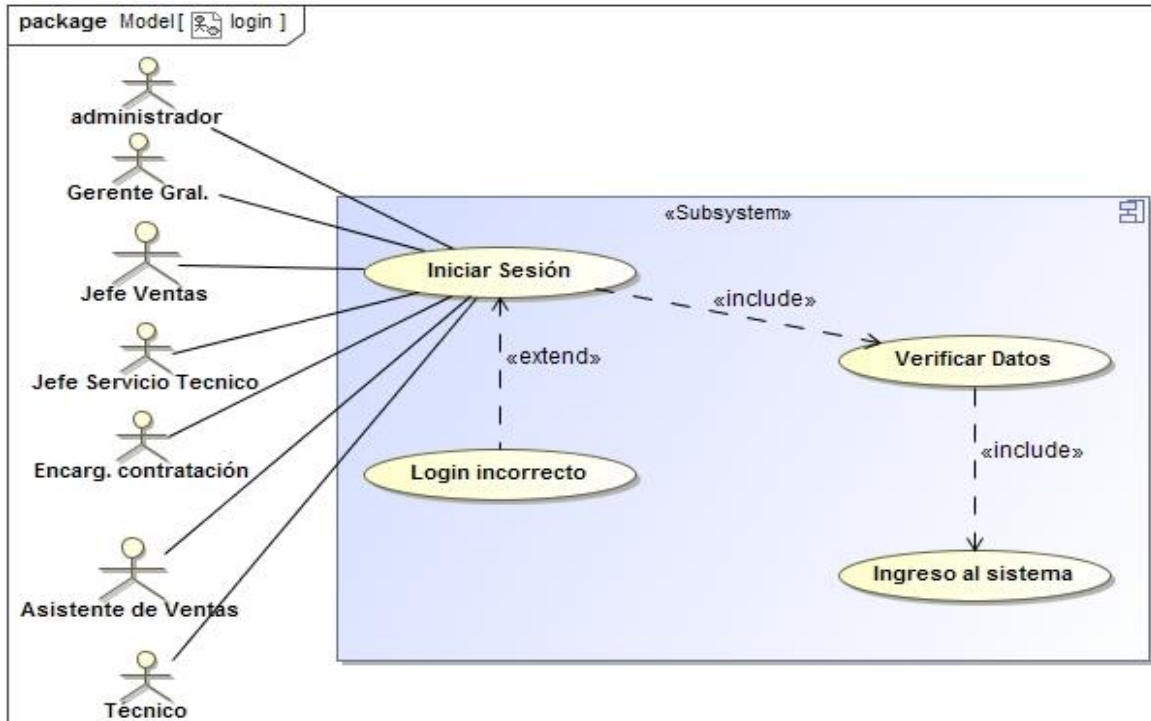 package Model[ login ]
administrador
Gerente Gral.
Jefe Ventas
Jefe Servicio Tecnico
Encarg. contratación
Asistente de Ventas
Técnico
«Subsystem»
Iniciar Sesión
«include»
«extend»
Verificar Datos
«include»
Login incorrecto
Ingreso al sistema